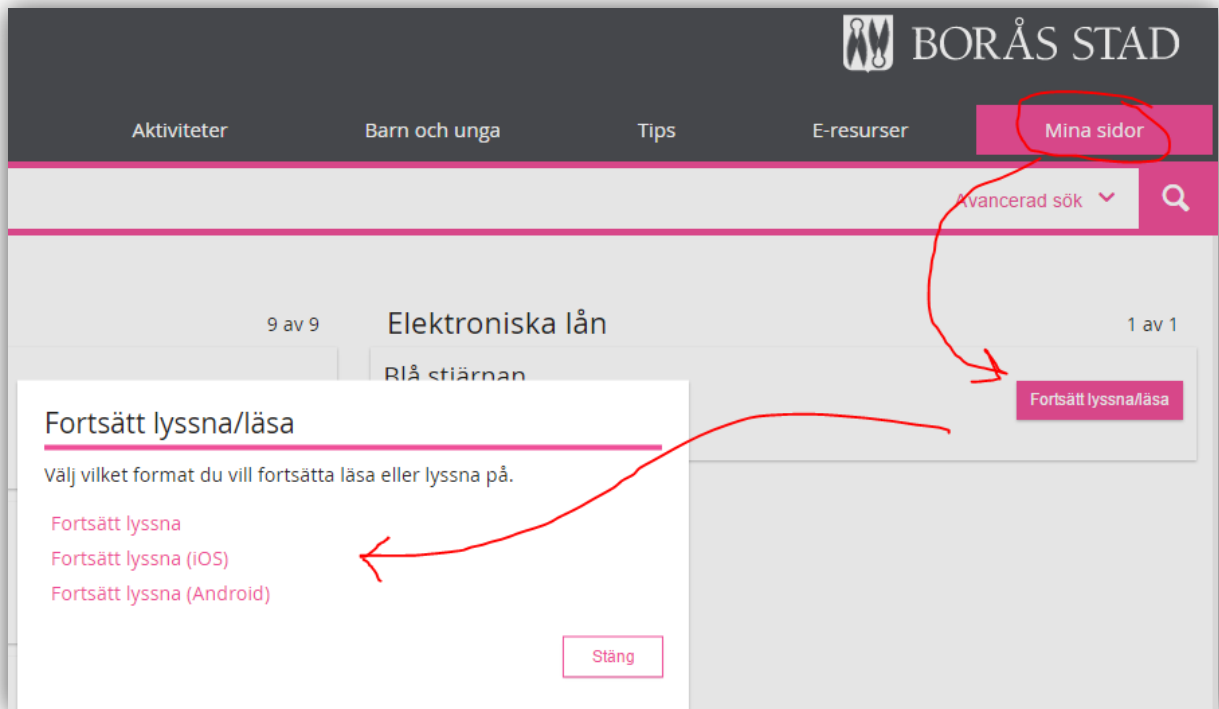 BORÅS STAD
Aktiviteter Barn och unga Tips E-resurser Mina sidor
Avancerad sök
9 av 9 Elektroniska lån 1 av 1
Blå stjärnan
Fortsätt lyssna/läsa
Fortsätt lyssna/läsa
Välj vilket format du vill fortsätta läsa eller lyssna på.
Fortsätt lyssna
Fortsätt lyssna (iOS)
Fortsätt lyssna (Android)
Stäng